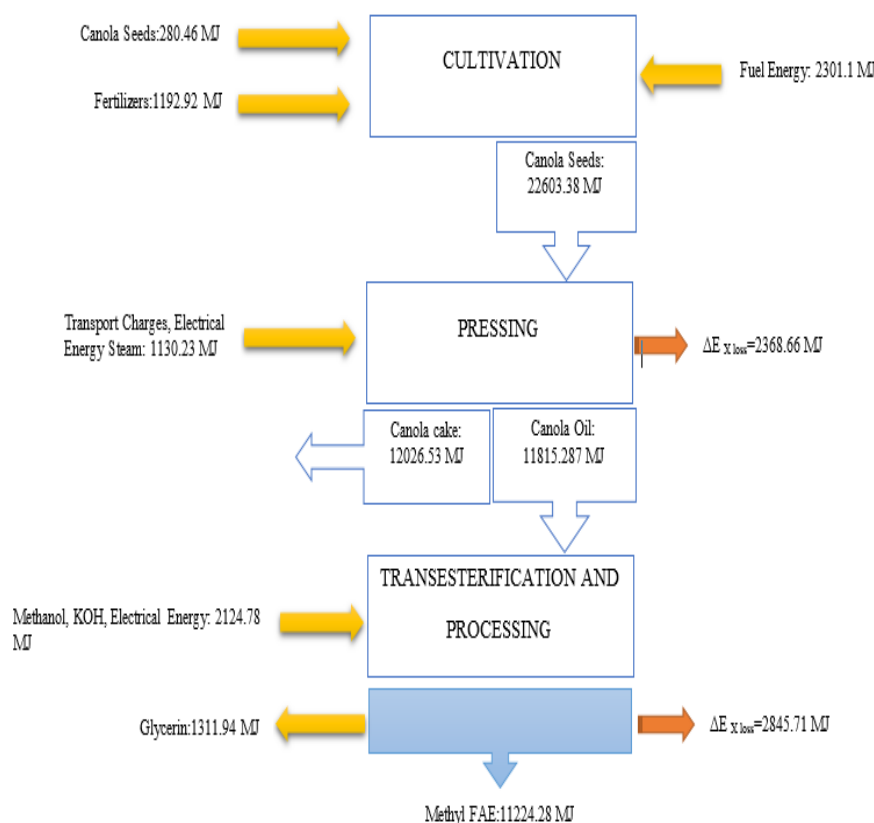 Canola Seeds:280.46 MJ
CULTIVATION
Fuel Energy: 2301.1 MJ
Fertilizers:1192.92 MJ
Canola Seeds:
22603.38 MJ
Transport Charges, Electrical
Energy Steam: 1130.23 MJ
PRESSING
ΔE X loss=2368.66 MJ
Canola cake:
12026.53 MJ
Canola Oil:
11815.287 MJ
TRANSESTERIFICATION AND
PROCESSING
Methanol, KOH, Electrical Energy: 2124.78
MJ
Glycerin:1311.94 MJ
ΔE X loss=2845.71 MJ
Methyl FAE:11224.28 MJ